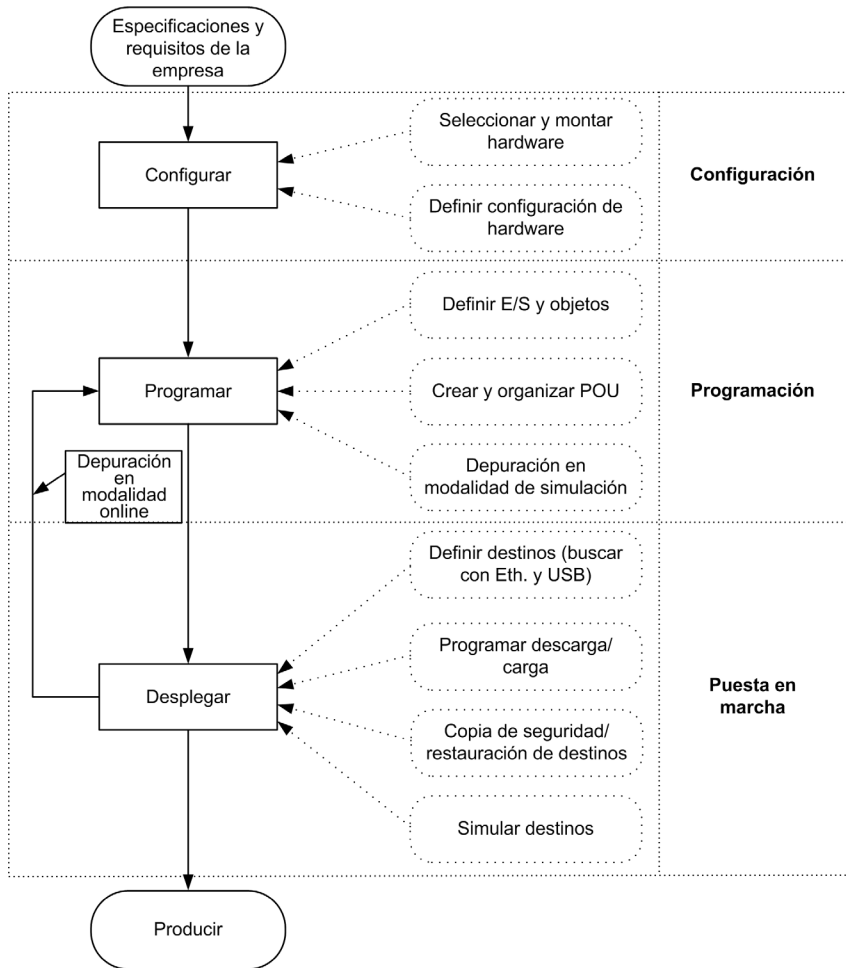 Especificaciones y
requisitos de la
empresa
Seleccionar y montar
hardware
Configurar
Configuración
Definir configuración de
hardware
Definir E/S y objetos
Programar
Crear y organizar POU
Programación
Depuración
en
modalidad
online
Depuración en
modalidad de simulación
Definir destinos (buscar
con Eth. y USB)
Programar descarga/
carga
Desplegar
Puesta en
marcha
Copia de seguridad/
restauración de destinos
Simular destinos
Producir